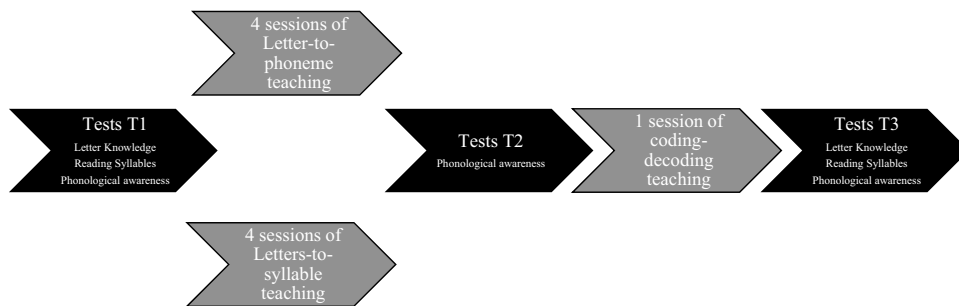 4 sessions of
Letter-to-
phoneme
teaching
Tests T1
Letter Knowledge
Reading Syllables
Phonological awareness
4 sessions of
Letters-to-
syllable
teaching
Tests T2
Phonological awareness
1 session of
coding-
decoding
teaching
Tests T3
Letter Knowledge
Reading Syllables
Phonological awareness